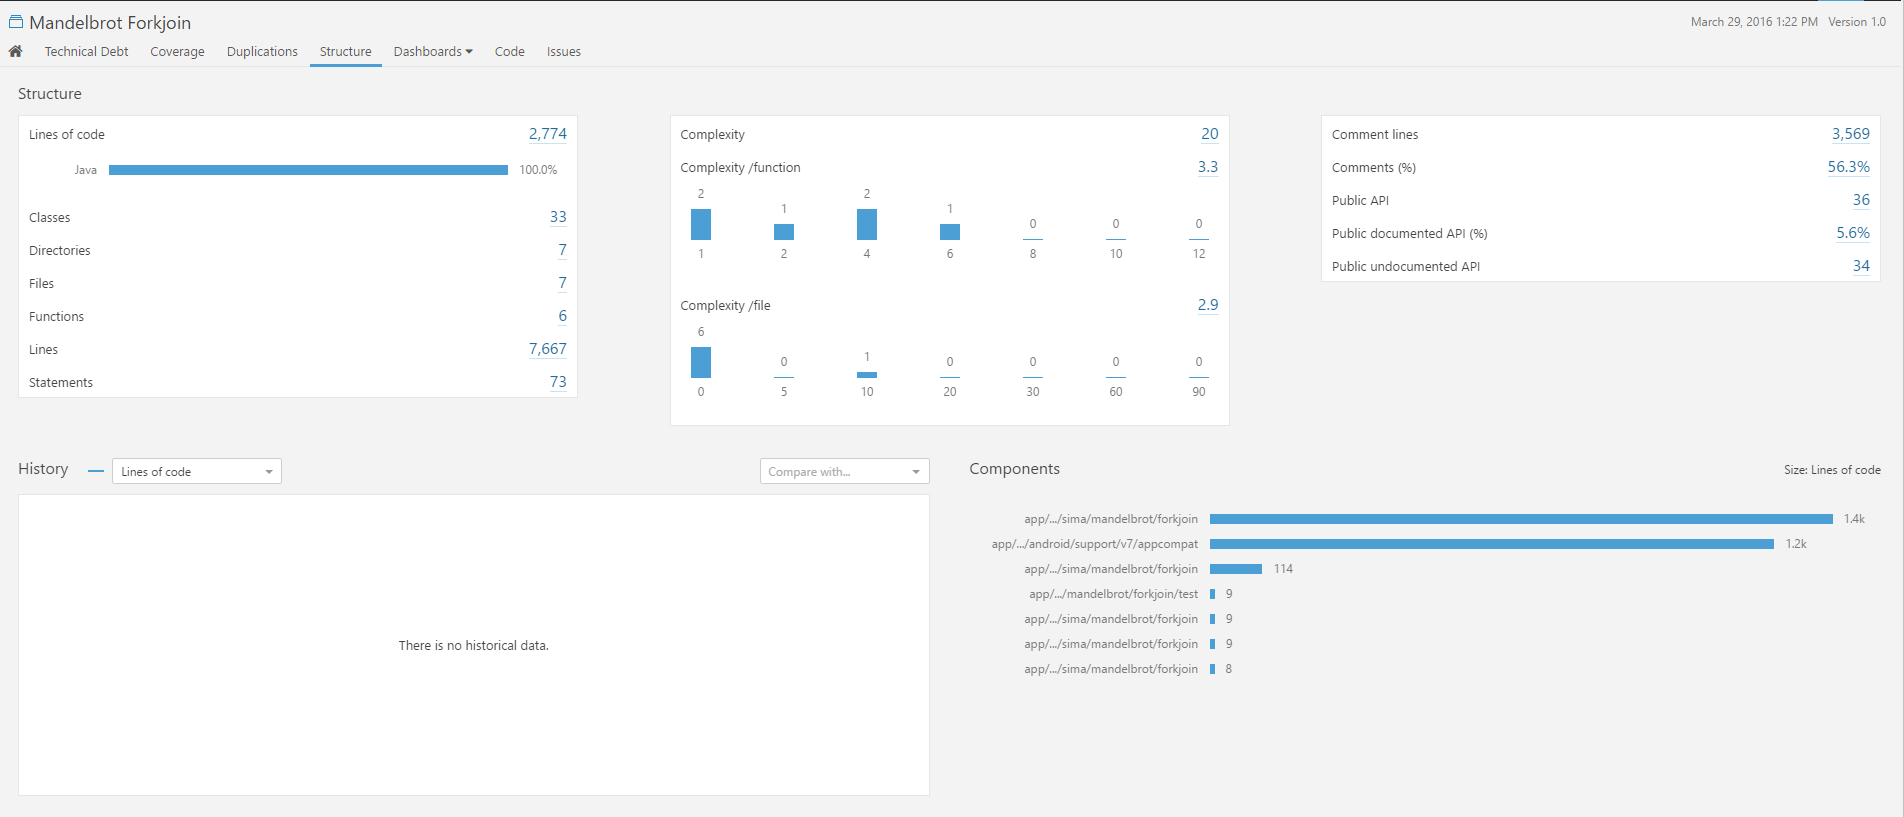 Mandelbrot Forkjoin
March 29, 2016 1:22 PM Version 1.0
Technical Debt Coverage Duplications Structure Dashboards Code Issues
Structure
Lines of code 2,774
Java 100.0%
Classes 33
Directories 7
Files 7
Functions 6
Lines 7,667
Statements 73
Complexity 20
Complexity /function 3.3
2 1 2 1 0 0 0
1 2 4 6 8 10 12
Complexity /file 2.9
6 0 1 0 0 0 0
0 5 10 20 30 60 90
Comment lines 3,569
Comments (%) 56.3%
Public API 36
Public documented API (%) 5.6%
Public undocumented API 34
History Lines of code Compare with...
There is no historical data.
Components Size: Lines of code
app/.../sima/mandelbrot/forkjoin 1.4k
app/.../android/support/v7/appcompat 1.2k
app/.../sima/mandelbrot/forkjoin 114
app/.../mandelbrot/forkjoin/test 9
app/.../sima/mandelbrot/forkjoin 9
app/.../sima/mandelbrot/forkjoin 9
app/.../sima/mandelbrot/forkjoin 8